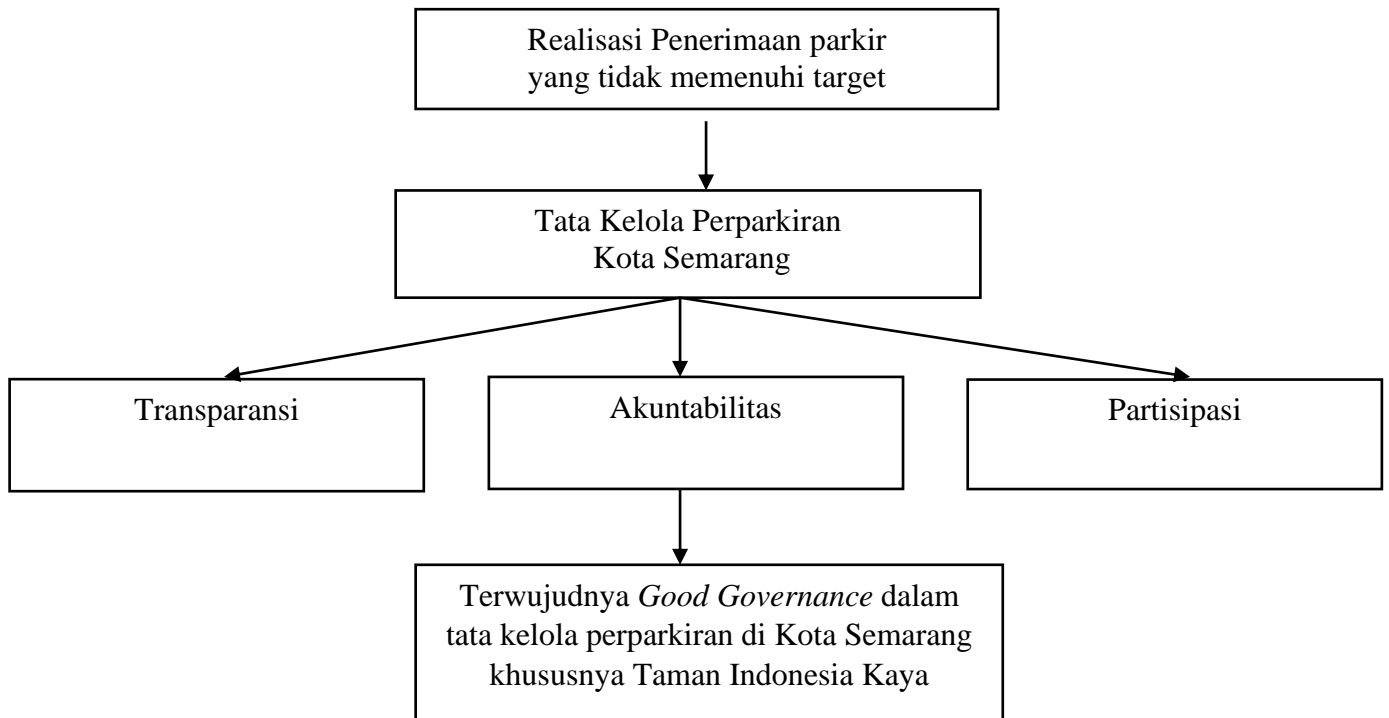 Realisasi Penerimaan parkir
yang tidak memenuhi target
Tata Kelola Perparkiran
Kota Semarang
Transparansi
Akuntabilitas
Partisipasi
Terwujudnya Good Governance dalam
tata kelola perparkiran di Kota Semarang
khususnya Taman Indonesia Kaya